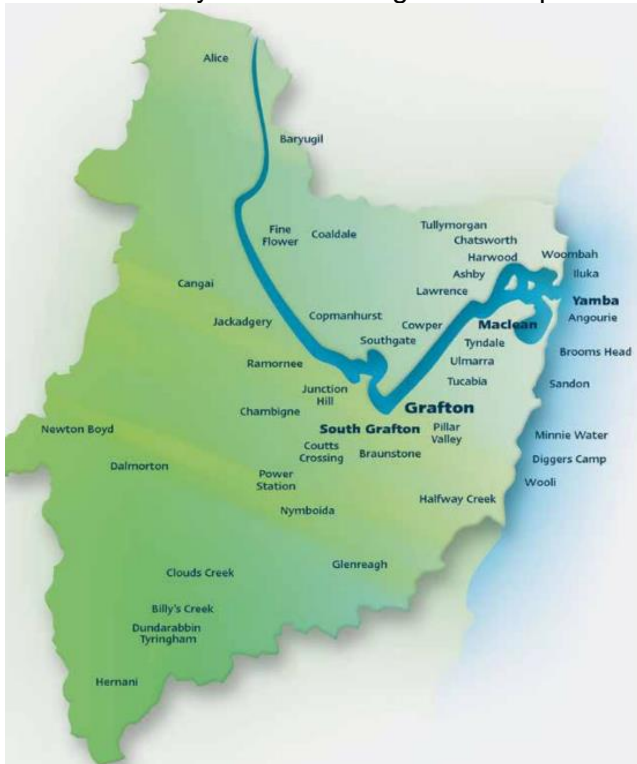 Alice
Baryugil
Fine
Flower
Coaldale
Tullymorgan
Chatsworth
Harwood
Woombah
Ashby
Iluka
Cangai
Lawrence
Yamba
Jackadgery
Copmanhurst
Cowper
Maclean
Angourie
Southgate
Tyndale
Brooms Head
Ramornee
Ulmarra
Junction
Hill
Tucabia
Sandon
Chambigne
Grafton
Newton Boyd
South Grafton
Pillar
Valley
Minnie Water
Coutts
Crossing
Braunstone
Diggers Camp
Dalmorton
Power
Station
Wooli
Nymboida
Halfway Creek
Glenreagh
Clouds Creek
Billy's Creek
Dundarabbin
Tyringham
Hernani